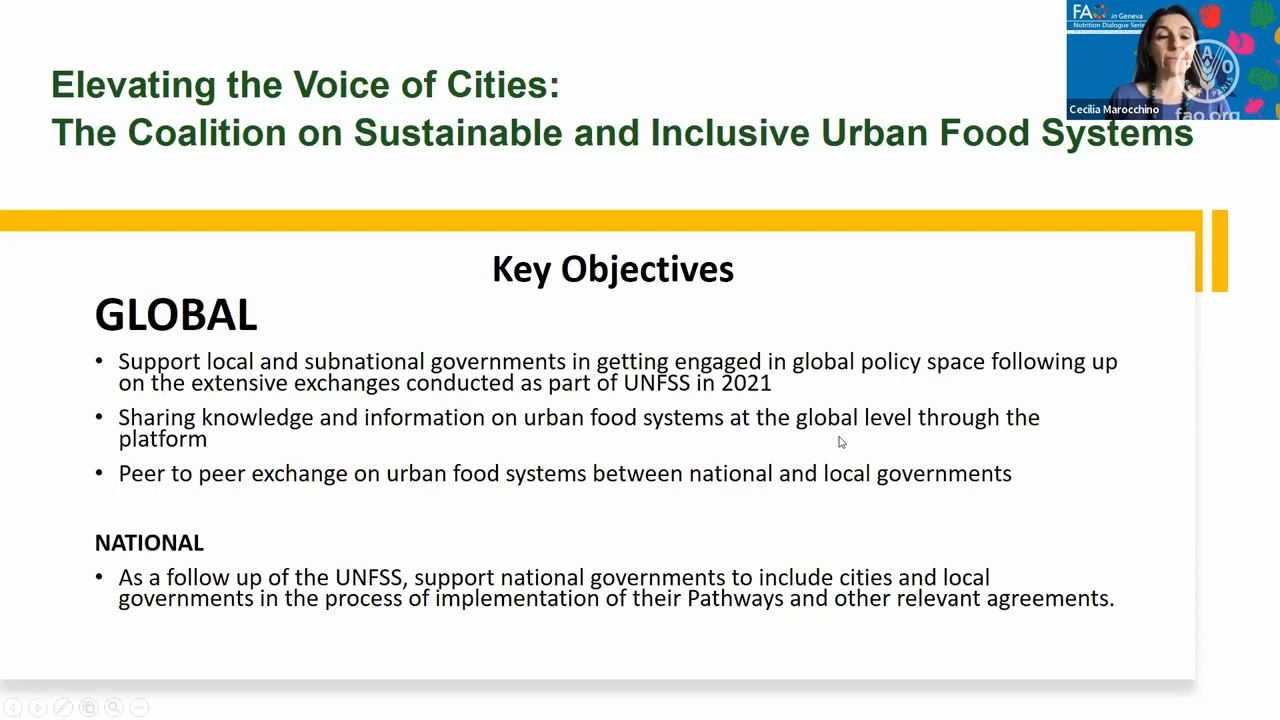 FAO in Geneva
Nutrition Dialogue Series
Cecilia Marocchino
FAO
fao.org
Elevating the Voice of Cities:
The Coalition on Sustainable and Inclusive Urban Food Systems
Key Objectives
GLOBAL
• Support local and subnational governments in getting engaged in global policy space following up
on the extensive exchanges conducted as part of UNFSS in 2021
• Sharing knowledge and information on urban food systems at the global level through the
platform
• Peer to peer exchange on urban food systems between national and local governments
NATIONAL
• As a follow up of the UNFSS, support national governments to include cities and local
governments in the process of implementation of their Pathways and other relevant agreements.